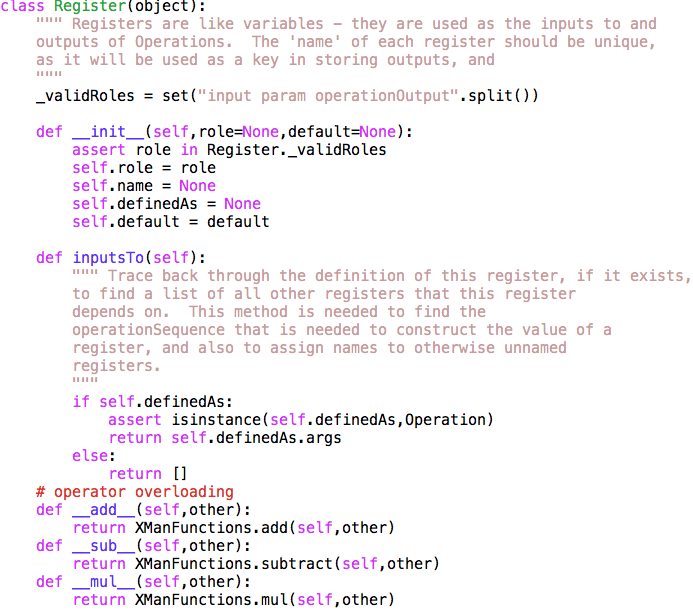 class Register(object):
    """ Registers are like variables - they are used as the inputs to and
    outputs of Operations.  The 'name' of each register should be unique,
    as it will be used as a key in storing outputs, and
    """
    _validRoles = set("input param operationOutput".split())

    def __init__(self,role=None,default=None):
        assert role in Register._validRoles
        self.role = role
        self.name = None
        self.definedAs = None
        self.default = default

    def inputsTo(self):
        """ Trace back through the definition of this register, if it exists,
        to find a list of all other registers that this register
        depends on.  This method is needed to find the
        operationSequence that is needed to construct the value of a
        register, and also to assign names to otherwise unnamed
        registers.
        """
        if self.definedAs:
            assert isinstance(self.definedAs,Operation)
            return self.definedAs.args
        else:
            return []
    # operator overloading
    def __add__(self,other):
        return XManFunctions.add(self,other)
    def __sub__(self,other):
        return XManFunctions.subtract(self,other)
    def __mul__(self,other):
        return XManFunctions.mul(self,other)